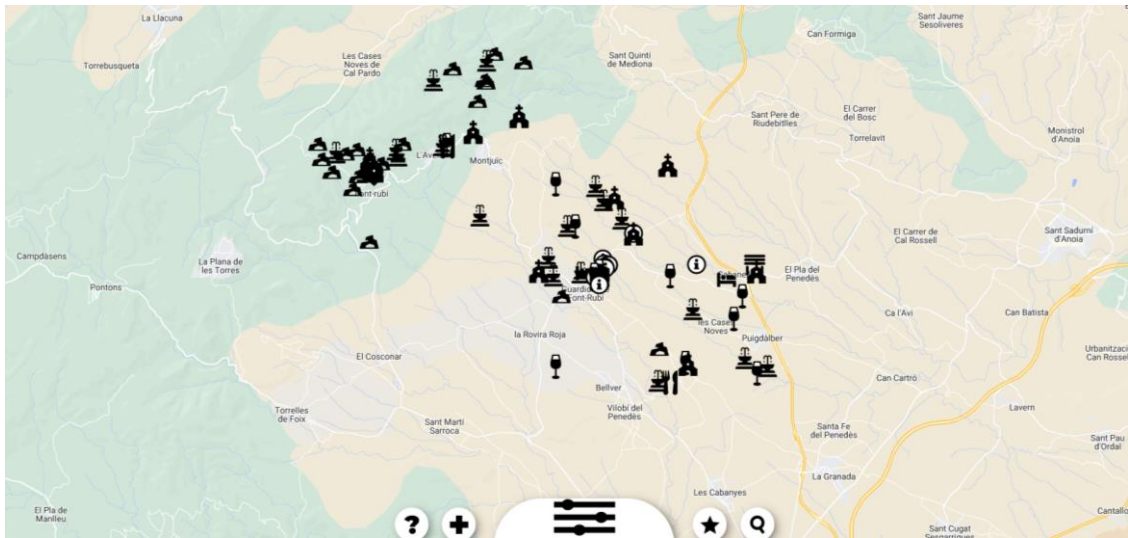 La Llacuna
Sant Jaume
Sesoliveres
Can Formiga
Torrebusqueta
Les Cases
Noves de
Cal Pardo
Sant Quintí
de Mediona
Sant Pere de
Riudebitlles
El Carrer
del Bosc
Torrelavit
Monistrol
d'Anoia
Montjuïc
Campdàsens
La Plana de
les Torres
El Carrer de
Cal Rossell
Sant Sadurní
d'Anoia
Pontons
El Pla del
Penedès
la Rovira Roja
les Cases
Noves
Puigdàlber
Ca l'Avi
Can Batista
El Cosconar
Can Cartró
Bellver
Vilobí del
Penedès
Torrelles
de Foix
Sant Martí
Sarroca
Lavern
Santa Fe
del Penedès
Sant Pau
d'Ordal
La Granada
Les Cabanyes
El Pla de
Manlleu
Sant Cugat
Sesgarrigues